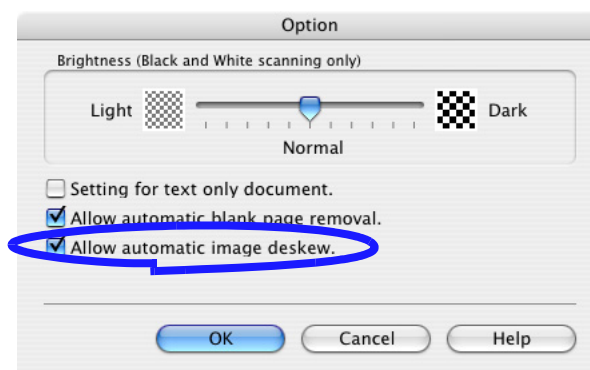 Option
Brightness (Black and White scanning only)
Light Dark
Normal
Setting for text only document.
Allow automatic blank page removal.
Allow automatic image deskew.
OK Cancel Help